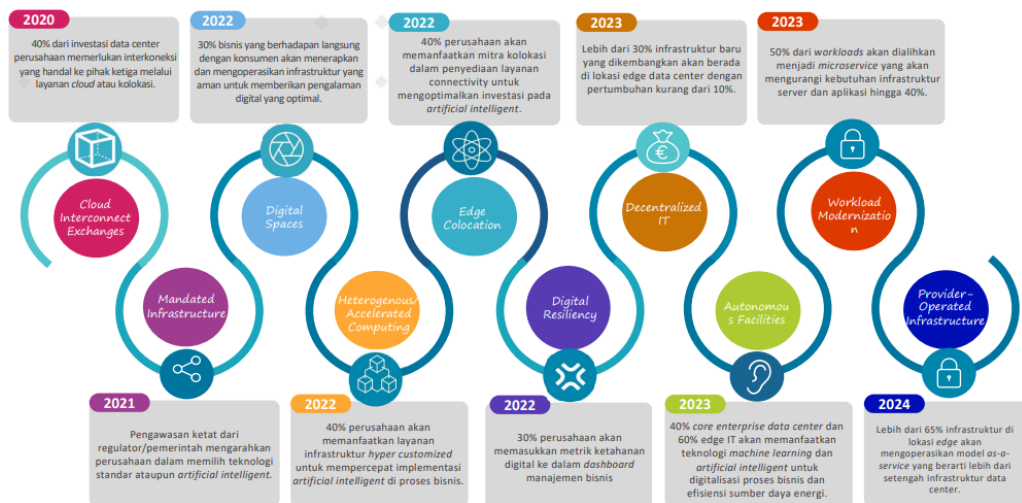 2020
40% dari investasi data center
perusahaan memerlukan interkoneksi
yang handal ke pihak ketiga melalui
layanan cloud atau kolokasi.
2022
30% bisnis yang berhadapan langsung
dengan konsumen akan menerapkan
dan mengoperasikan infrastruktur yang
aman untuk memberikan pengalaman
digital yang optimal.
2022
40% perusahaan akan
memanfaatkan mitra kolokasi
dalam penyediaan layanan
connectivity untuk
mengoptimalkan investasi pada
artificial intelligent.
2023
Lebih dari 30% infrastruktur baru
yang dikembangkan akan berada
di lokasi edge data center dengan
pertumbuhan kurang dari 10%.
2023
50% dari workloads akan dialihkan
menjadi microservice yang akan
mengurangi kebutuhan infrastruktur
server dan aplikasi hingga 40%.
Cloud
Interconnect
Exchanges
Digital
Spaces
Edge
Colocation
Decentralized
IT
Workload
Modernizatio
n
Mandated
Infrastructure
Heterogenous/
Accelerated
Computing
Digital
Resiliency
Autonomou
s Facilities
Provider-
Operated
Infrastructure
2021
Pengawasan ketat dari
regulator/pemerintah mengarahkan
perusahaan dalam memilih teknologi
standar ataupun artificial intelligent.
2022
40% perusahaan akan
memanfaatkan layanan
infrastruktur hyper customized
untuk mempercepat implementasi
artificial intelligent di proses bisnis.
2022
30% perusahaan akan
memasukkan metrik ketahanan
digital ke dalam dashboard
manajemen bisnis
2023
40% core enterprise data center dan
60% edge IT akan memanfaatkan
teknologi machine learning dan
artificial intelligent untuk
digitalisasi proses bisnis dan
efisiensi sumber daya energi.
2024
Lebih dari 65% infrastruktur di
lokasi edge akan
mengoperasikan model as-a-
service yang berarti lebih dari
setengah infrastruktur data
center.